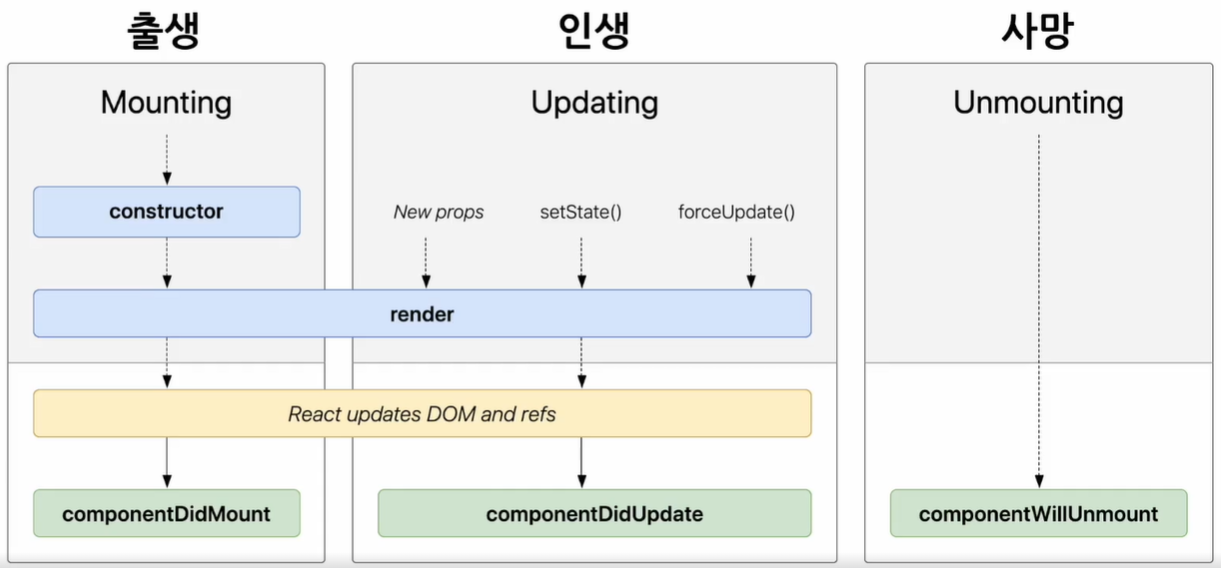 출생
인생
사망
Mounting
Updating
Unmounting
constructor
New props
setState()
forceUpdate()
render
React updates DOM and refs
componentDidMount
componentDidUpdate
componentWillUnmount